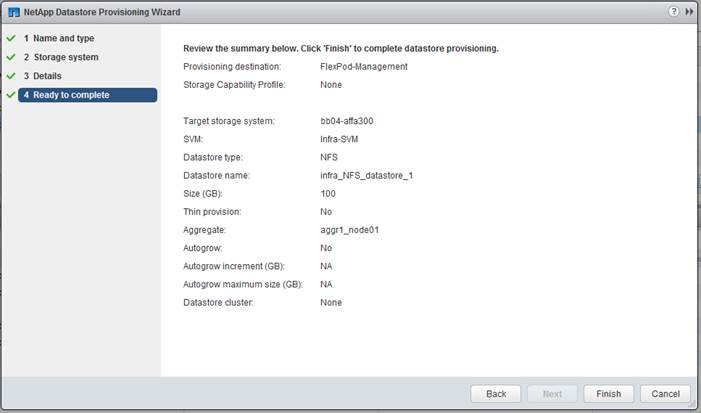 NetApp Datastore Provisioning Wizard
1 Name and type
2 Storage system
3 Details
4 Ready to complete
Review the summary below. Click 'Finish' to complete datastore provisioning.
Provisioning destination: FlexPod-Management
Storage Capability Profile: None
Target storage system: bb04-affa300
SVM: Infra-SVM
Datastore type: NFS
Datastore name: infra_NFS_datastore_1
Size (GB): 100
Thin provision: No
Aggregate: aggr1_node01
Autogrow: No
Autogrow increment (GB): NA
Autogrow maximum size (GB): NA
Datastore cluster: None
Back Next Finish Cancel